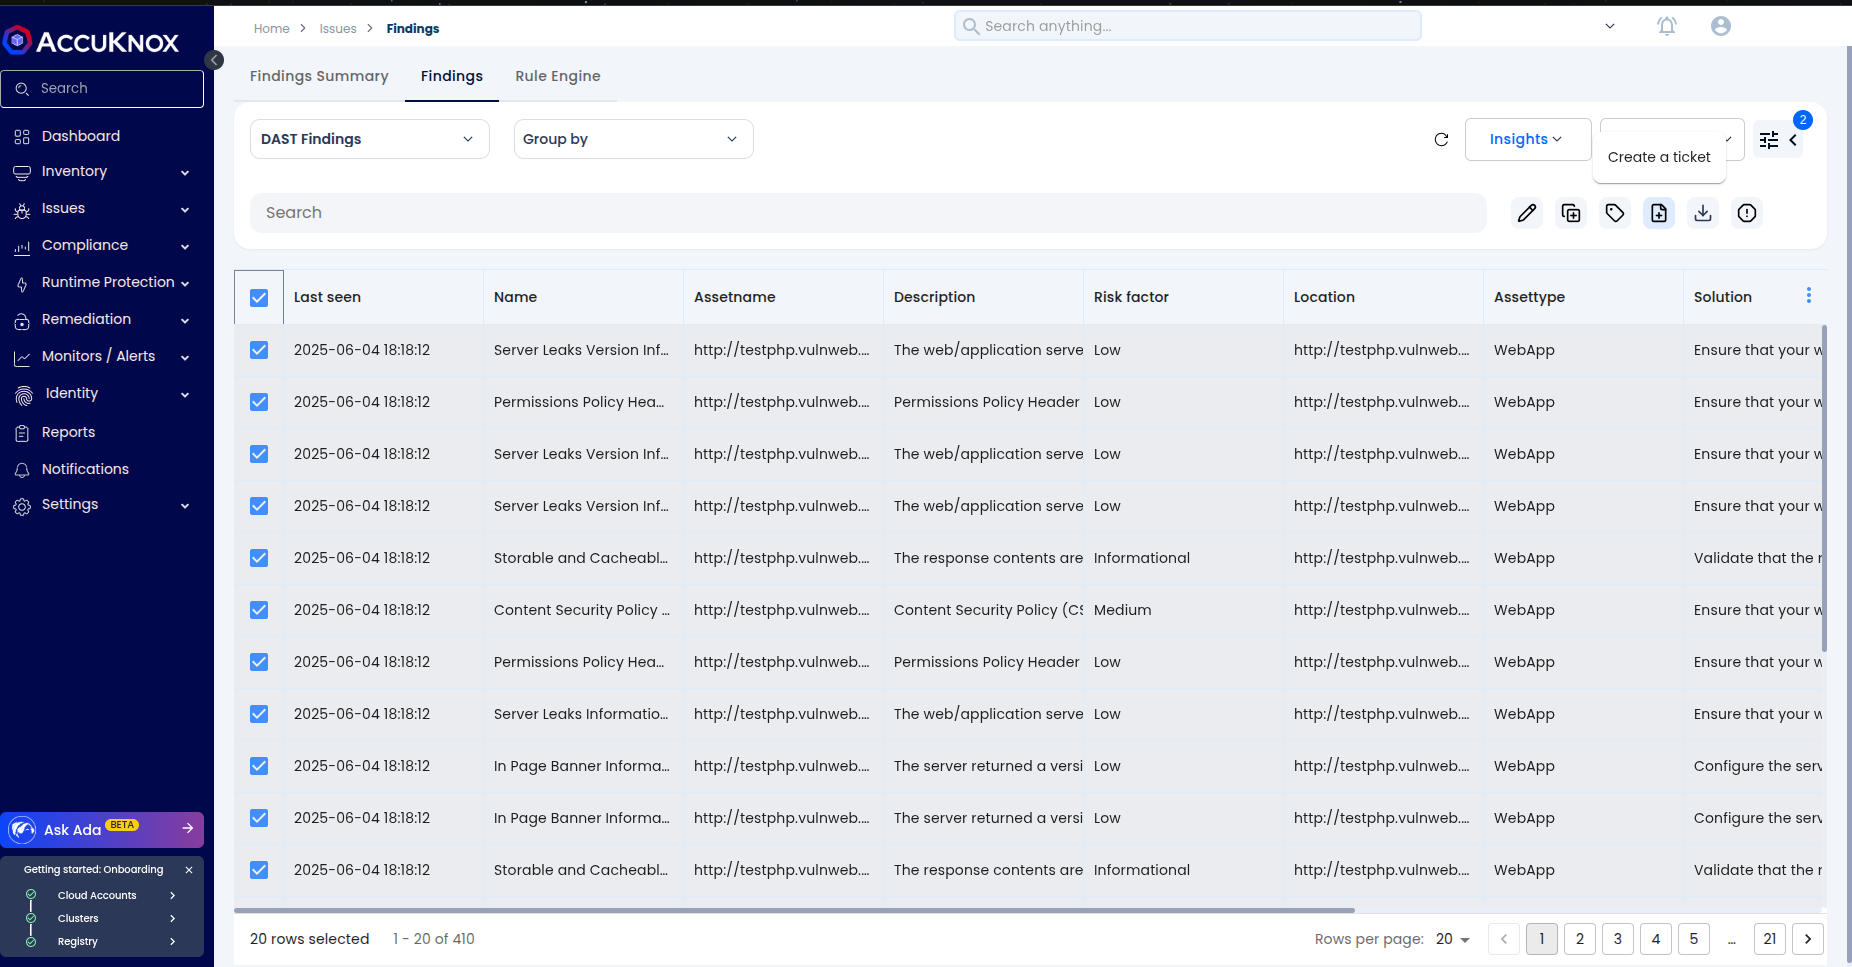 Home > Issues > Findings
Search anything...
ACCUKNOX
Search
Dashboard
Inventory
Issues
Compliance
Runtime Protection
Remediation
Monitors / Alerts
Identity
Reports
Notifications
Settings
Ask Ada BETA
Getting started: Onboarding
Cloud Accounts
Clusters
Registry
Findings Summary Findings Rule Engine
DAST Findings Group by Insights 2
Create a ticket
Search
Last seen Name Assetname Description Risk factor Location Assettype Solution
2025-06-04 18:18:12 Server Leaks Version Inf... http://testphp.vulnweb.... The web/application serve Low http://testphp.vulnweb.... WebApp Ensure that your w
2025-06-04 18:18:12 Permissions Policy Hea... http://testphp.vulnweb.... Permissions Policy Header Low http://testphp.vulnweb.... WebApp Ensure that your w
2025-06-04 18:18:12 Server Leaks Version Inf... http://testphp.vulnweb.... The web/application serve Low http://testphp.vulnweb.... WebApp Ensure that your w
2025-06-04 18:18:12 Server Leaks Version Inf... http://testphp.vulnweb.... The web/application serve Low http://testphp.vulnweb.... WebApp Ensure that your w
2025-06-04 18:18:12 Storable and Cacheabl... http://testphp.vulnweb.... The response contents are Informational http://testphp.vulnweb.... WebApp Validate that the r
2025-06-04 18:18:12 Content Security Policy ... http://testphp.vulnweb.... Content Security Policy (CS Medium http://testphp.vulnweb.... WebApp Ensure that your w
2025-06-04 18:18:12 Permissions Policy Hea... http://testphp.vulnweb.... Permissions Policy Header Low http://testphp.vulnweb.... WebApp Ensure that your w
2025-06-04 18:18:12 Server Leaks Informatio... http://testphp.vulnweb.... The web/application serve Low http://testphp.vulnweb.... WebApp Ensure that your w
2025-06-04 18:18:12 In Page Banner Informa... http://testphp.vulnweb.... The server returned a versi Low http://testphp.vulnweb.... WebApp Configure the serv
2025-06-04 18:18:12 In Page Banner Informa... http://testphp.vulnweb.... The server returned a versi Low http://testphp.vulnweb.... WebApp Configure the serv
2025-06-04 18:18:12 Storable and Cacheabl... http://testphp.vulnweb.... The response contents are Informational http://testphp.vulnweb.... WebApp Validate that the r
20 rows selected 1 - 20 of 410 Rows per page: 20 < 1 2 3 4 5 ... 21 >